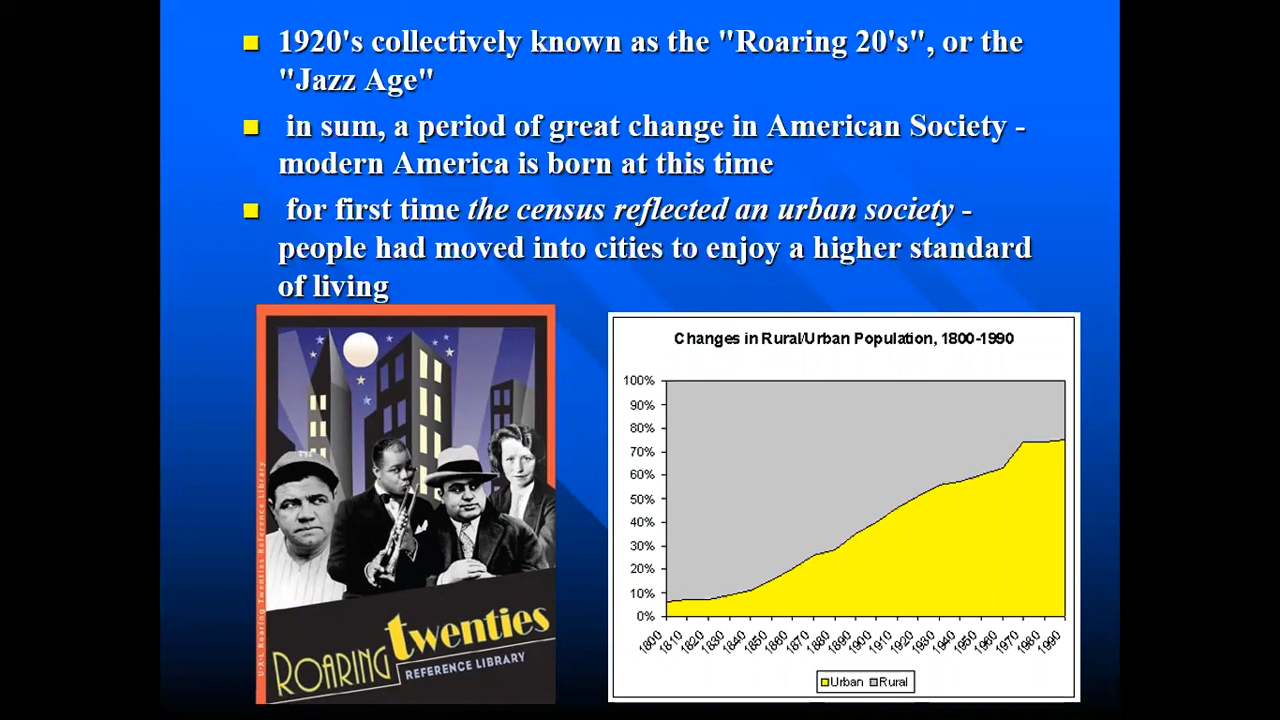 1920's collectively known as the "Roaring 20's", or the
"Jazz Age"
in sum, a period of great change in American Society -
modern America is born at this time
for first time the census reflected an urban society -
people had moved into cities to enjoy a higher standard
of living
U·X·L Roaring Twenties Reference Library
ROARING twenties
REFERENCE LIBRARY
Changes in Rural/Urban Population, 1800-1990
100%
90%
80%
70%
60%
50%
40%
30%
20%
10%
0%
1800 1810 1820 1830 1840 1850 1860 1870 1880 1890 1900 1910 1920 1930 1940 1950 1960 1970 1980 1990
Urban Rural